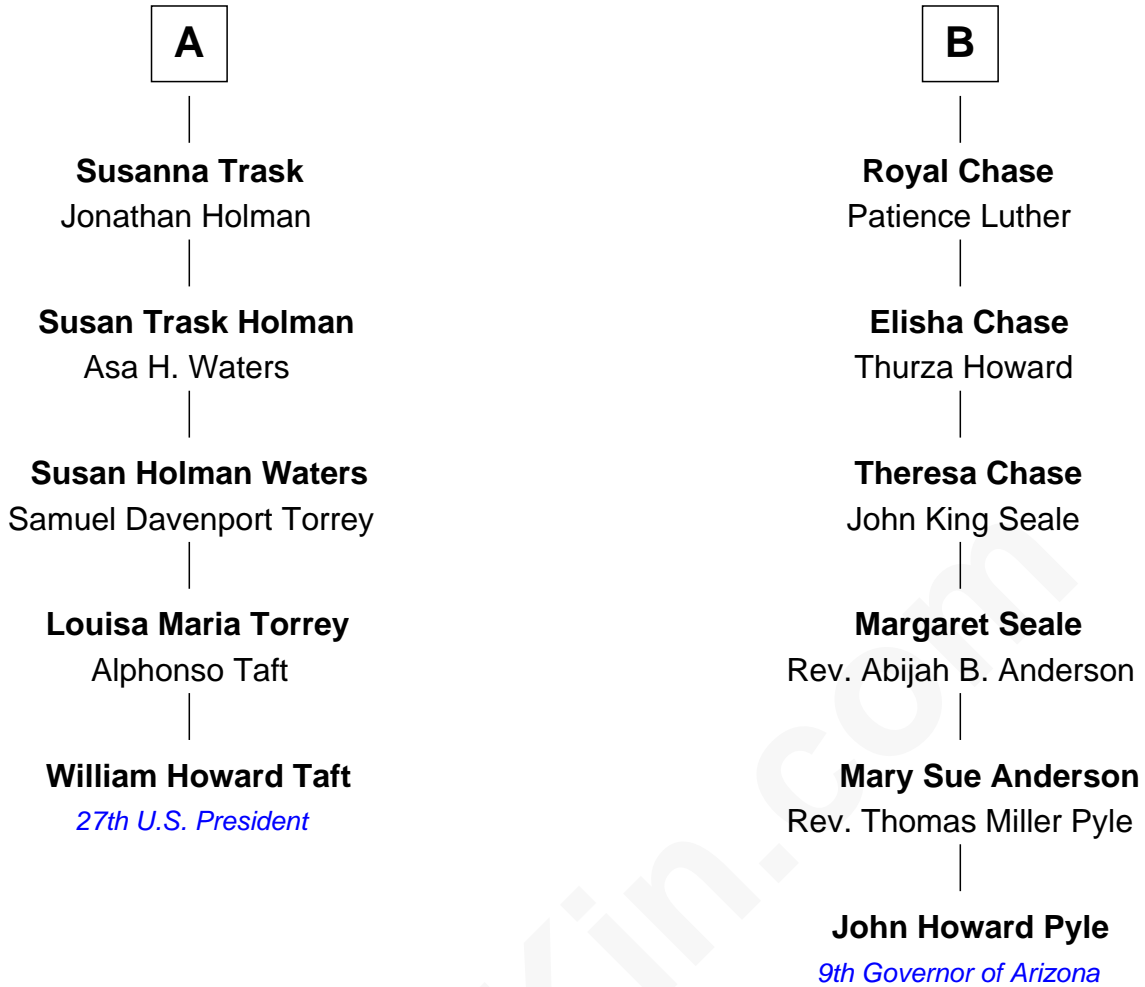 A
Susanna Trask
Jonathan Holman
Susan Trask Holman
Asa H. Waters
Susan Holman Waters
Samuel Davenport Torrey
Louisa Maria Torrey
Alphonso Taft
William Howard Taft
27th U.S. President
B
Royal Chase
Patience Luther
Elisha Chase
Thurza Howard
Theresa Chase
John King Seale
Margaret Seale
Rev. Abijah B. Anderson
Mary Sue Anderson
Rev. Thomas Miller Pyle
John Howard Pyle
9th Governor of Arizona
Kin.com